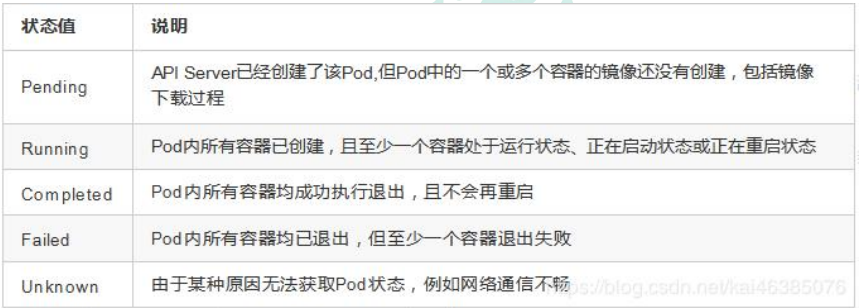 状态值 说明
Pending API Server已经创建了该Pod,但Pod中的一个或多个容器的镜像还没有创建，包括镜像
下载过程
Running Pod内所有容器已创建，且至少一个容器处于运行状态、正在启动状态或正在重启状态
Completed Pod内所有容器均成功执行退出，且不会再重启
Failed Pod内所有容器均已退出，但至少一个容器退出失败
Unknown 由于某种原因无法获取Pod状态，例如网络通信不畅
https://blog.csdn.net/kai46385076